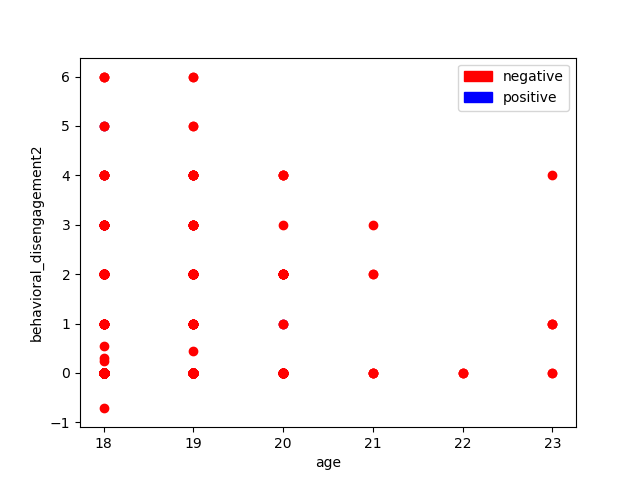 negative
positive
6
5
4
3
2
1
0
−1
behavioral_disengagement2
18 19 20 21 22 23
age